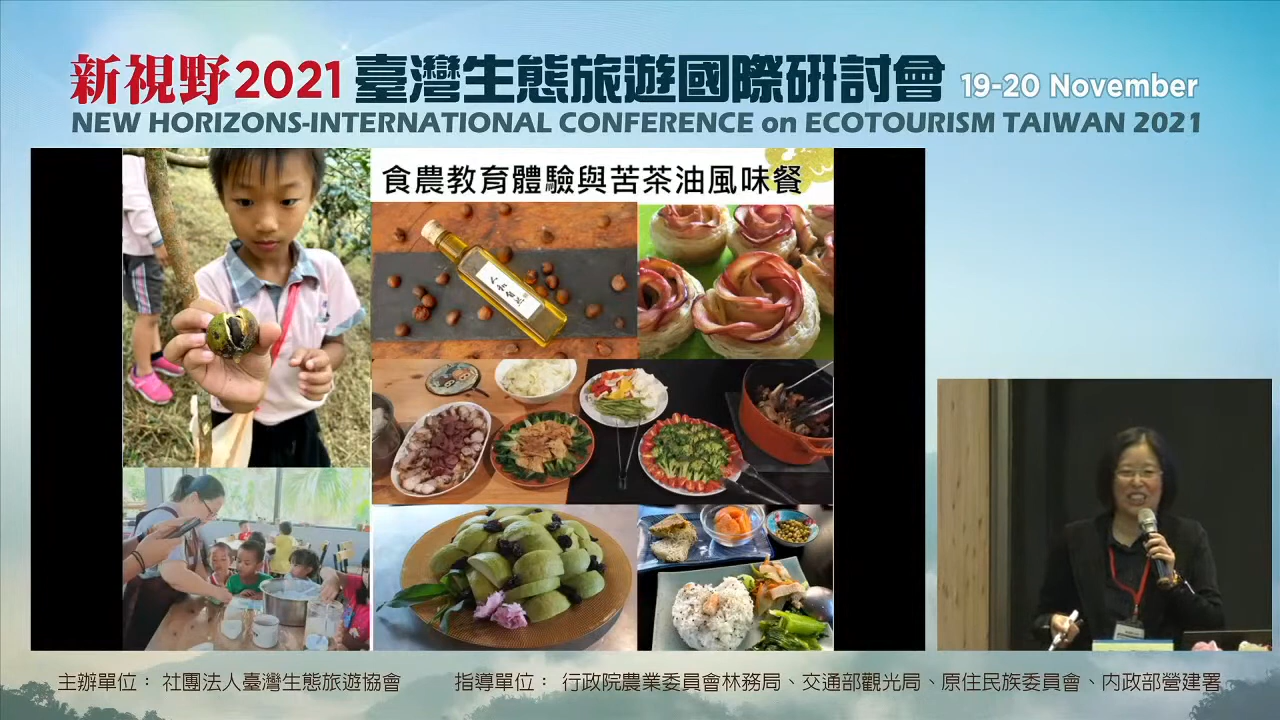 新視野2021 臺灣生態旅遊國際研討會 19-20 November
NEW HORIZONS-INTERNATIONAL CONFERENCE on ECOTOURISM TAIWAN 2021
食農教育體驗與苦茶油風味餐
人和自然
主辦單位： 社團法人臺灣生態旅遊協會
指導單位： 行政院農業委員會林務局、交通部觀光局、原住民族委員會、內政部營建署